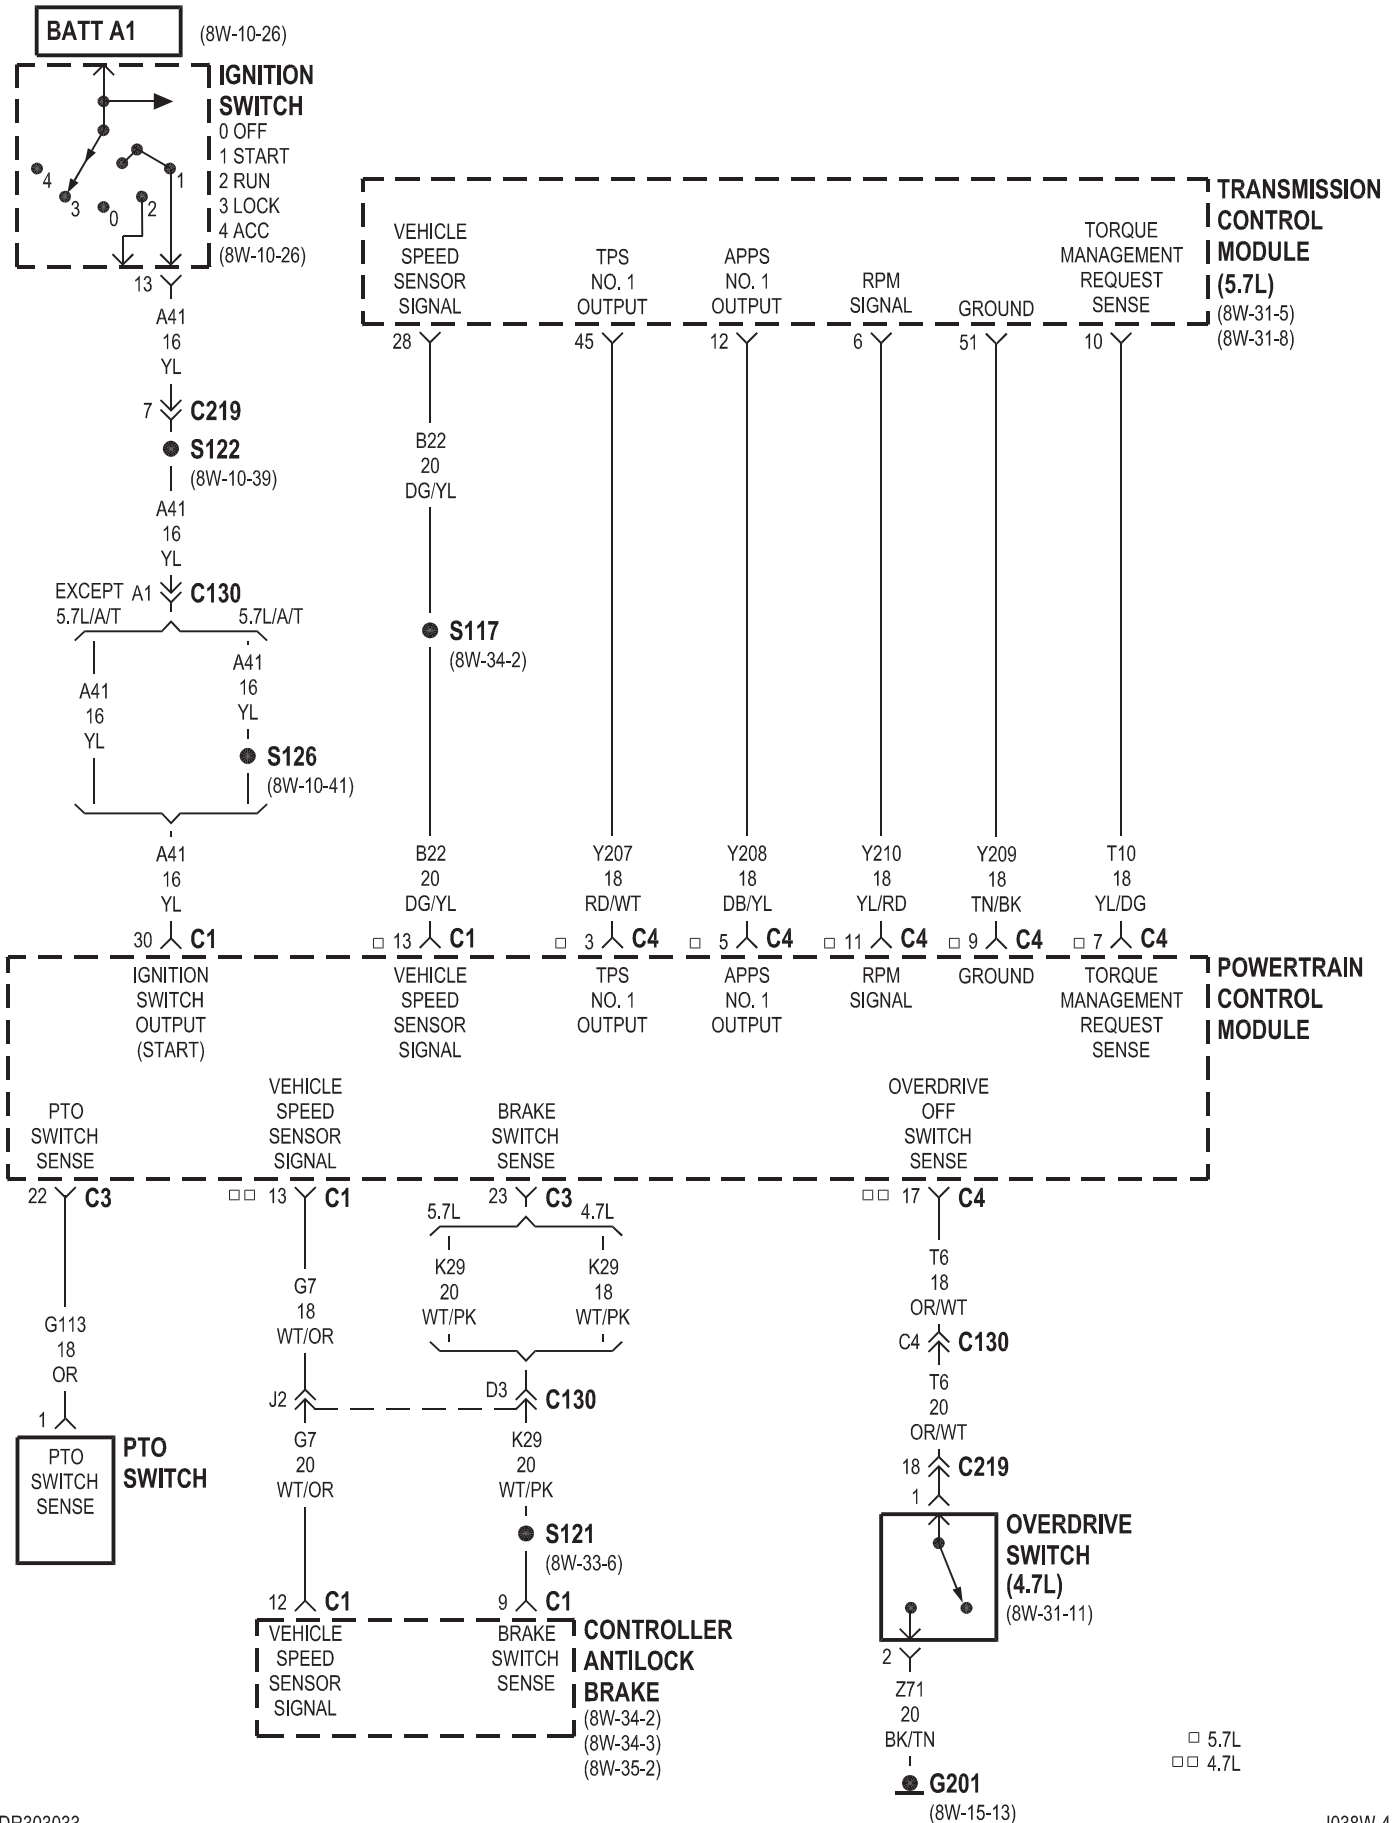 BATT A1 (8W-10-26)
IGNITION
SWITCH
0 OFF
1 START
2 RUN
3 LOCK
4 ACC
(8W-10-26)
4
3
0
2
1
13
A41
16
YL
7 C219
S122
(8W-10-39)
A41
16
YL
EXCEPT
5.7L/A/T
A1 C130
5.7L/A/T
A41
16
YL
A41
16
YL
S126
(8W-10-41)
A41
16
YL
30 C1
TRANSMISSION
CONTROL
MODULE
(5.7L)
(8W-31-5)
(8W-31-8)
VEHICLE
SPEED
SENSOR
SIGNAL
28
TPS
NO. 1
OUTPUT
45
APPS
NO. 1
OUTPUT
12
RPM
SIGNAL
6
GROUND
51
TORQUE
MANAGEMENT
REQUEST
SENSE
10
B22
20
DG/YL
S117
(8W-34-2)
B22
20
DG/YL
□ 13 C1
Y207
18
RD/WT
□ 3 C4
Y208
18
DB/YL
□ 5 C4
Y210
18
YL/RD
□ 11 C4
Y209
18
TN/BK
□ 9 C4
T10
18
YL/DG
□ 7 C4
POWERTRAIN
CONTROL
MODULE
IGNITION
SWITCH
OUTPUT
(START)
VEHICLE
SPEED
SENSOR
SIGNAL
TPS
NO. 1
OUTPUT
APPS
NO. 1
OUTPUT
RPM
SIGNAL
GROUND
TORQUE
MANAGEMENT
REQUEST
SENSE
PTO
SWITCH
SENSE
VEHICLE
SPEED
SENSOR
SIGNAL
BRAKE
SWITCH
SENSE
OVERDRIVE
OFF
SWITCH
SENSE
22 C3
G113
18
OR
1
PTO
SWITCH
SENSE
PTO
SWITCH
□□ 13 C1
G7
18
WT/OR
J2
G7
20
WT/OR
12 C1
23 C3
5.7L
4.7L
K29
20
WT/PK
K29
18
WT/PK
D3 C130
K29
20
WT/PK
S121
(8W-33-6)
9 C1
VEHICLE
SPEED
SENSOR
SIGNAL
BRAKE
SWITCH
SENSE
CONTROLLER
ANTILOCK
BRAKE
(8W-34-2)
(8W-34-3)
(8W-35-2)
□□ 17 C4
T6
18
OR/WT
C4 C130
T6
20
OR/WT
18 C219
1
OVERDRIVE
SWITCH
(4.7L)
(8W-31-11)
2
Z71
20
BK/TN
G201
(8W-15-13)
□ 5.7L
□□ 4.7L